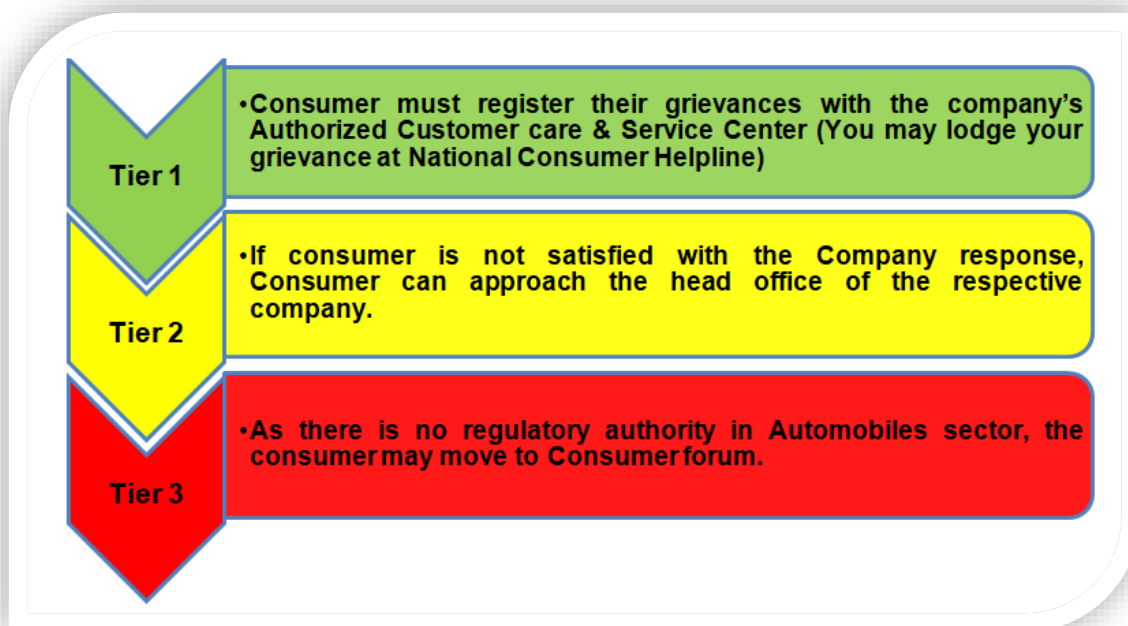 Tier 1
•Consumer must register their grievances with the company’s
Authorized Customer care & Service Center (You may lodge your
grievance at National Consumer Helpline)
Tier 2
•If consumer is not satisfied with the Company response,
Consumer can approach the head office of the respective
company.
Tier 3
•As there is no regulatory authority in Automobiles sector, the
consumer may move to Consumer forum.